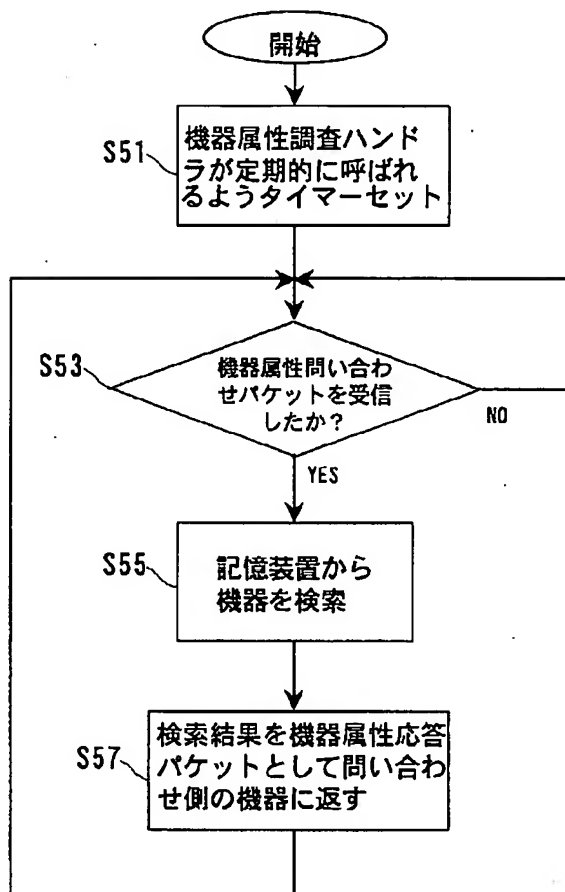 開始
S51
機器属性調査ハンド
ラが定期的に呼ばれ
るようタイマーセット
S53
機器属性問い合わ
せパケットを受信
したか？
NO
YES
S55
記憶装置から
機器を検索
S57
検索結果を機器属性応答
パケットとして問い合わ
せ側の機器に返す